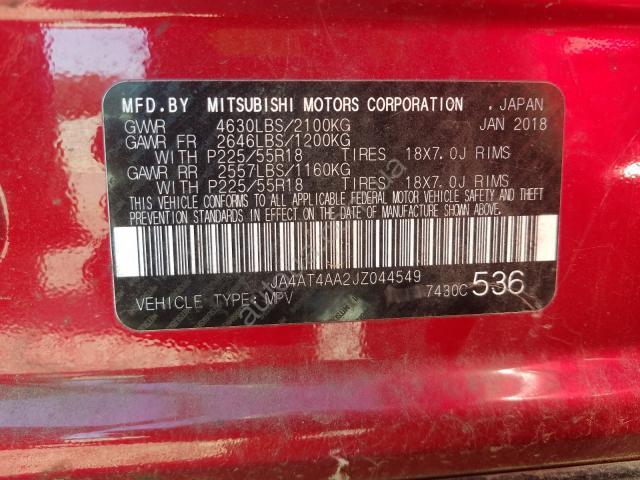 MFD.BY MITSUBISHI MOTORS CORPORATION . JAPAN
GVWR 4630LBS/2100KG JAN 2018
GAWR FR 2646LBS/1200KG
WITH P225/55R18 TIRES 18X7.0J RIMS
GAWR RR 2557LBS/1160KG
WITH P225/55R18 TIRES 18X7.0J RIMS
THIS VEHICLE CONFORMS TO ALL APPLICABLE FEDERAL MOTOR VEHICLE SAFETY AND THEFT
PREVENTION STANDARDS IN EFFECT ON THE DATE OF MANUFACTURE SHOWN ABOVE.
JA4AT4AA2JZ044549
VEHICLE TYPE: MPV 7430C 536